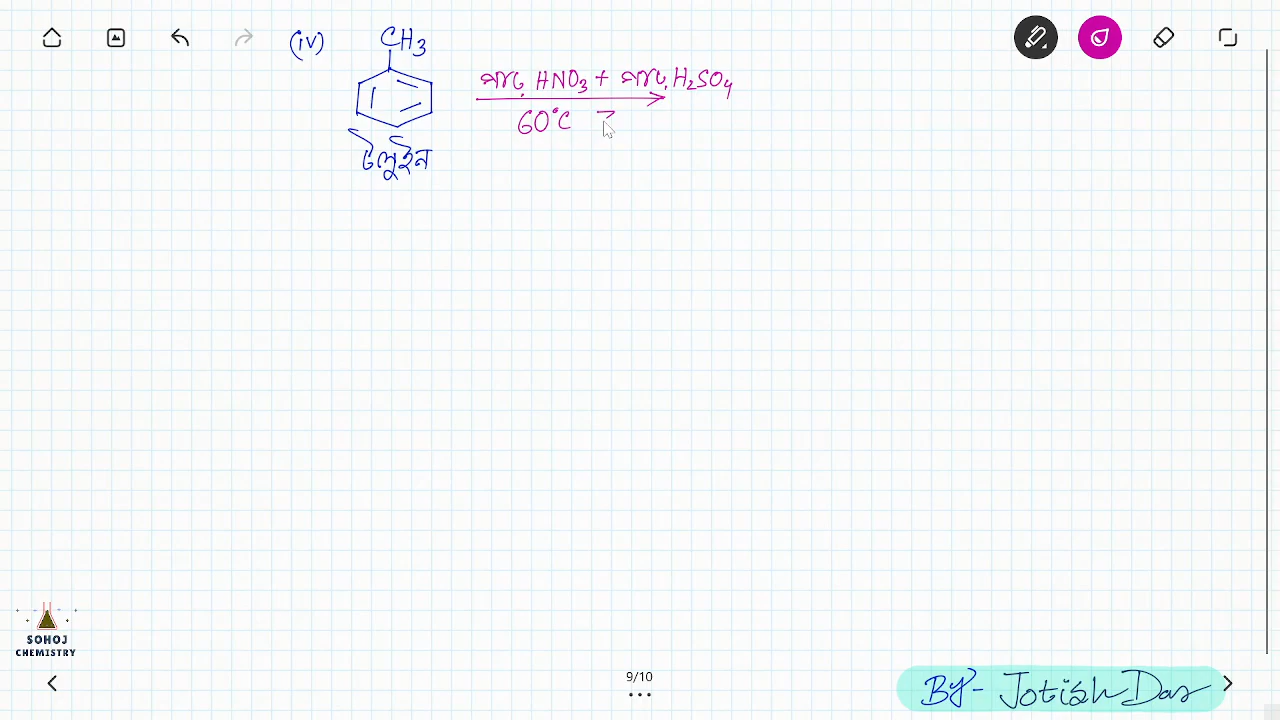 (iv) CH3
গাঢ় HNO3 + গাঢ় H2SO4
60°C
টলুইন
SOHOJ
CHEMISTRY
9/10
BY - Jotish Das